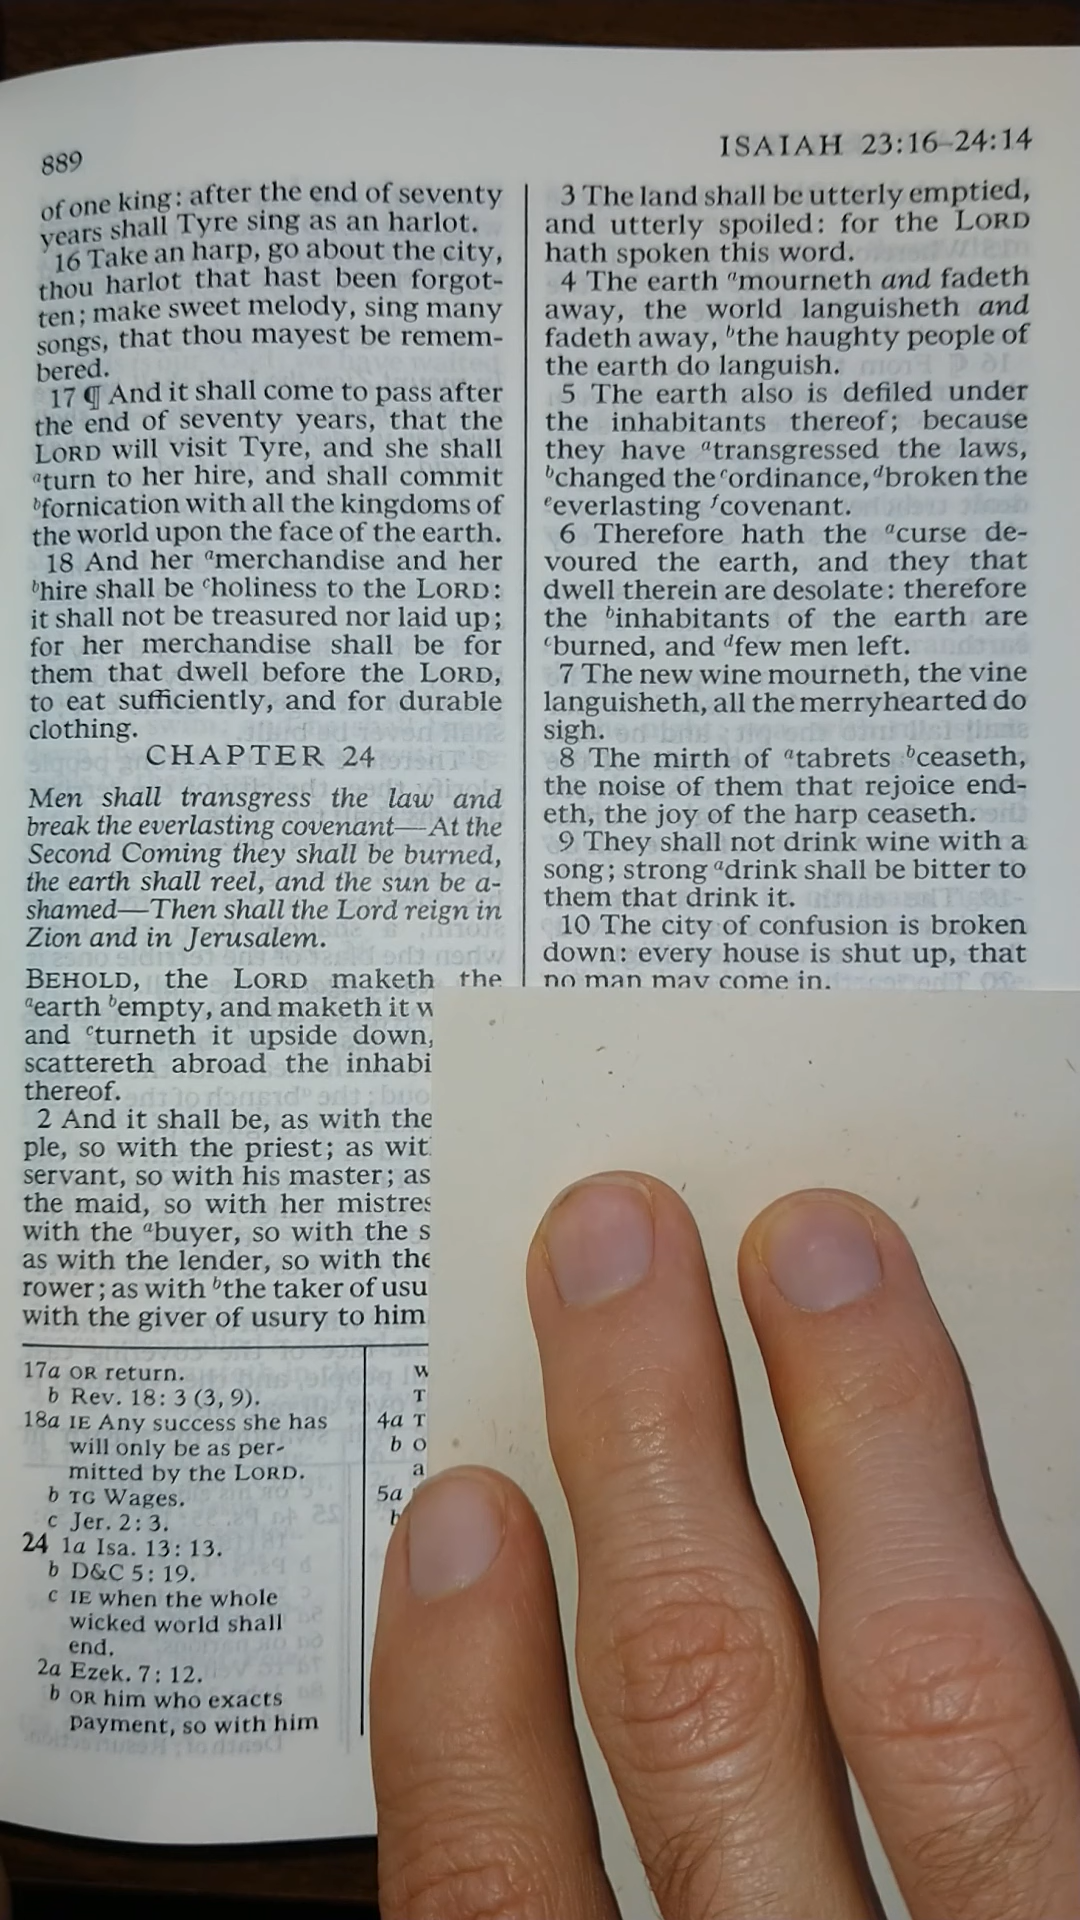 889
ISAIAH 23:16–24:14
of one king: after the end of seventy
years shall Tyre sing as an harlot.
16 Take an harp, go about the city,
thou harlot that hast been forgot-
ten; make sweet melody, sing many
songs, that thou mayest be remem-
bered.
17 ¶ And it shall come to pass after
the end of seventy years, that the
LORD will visit Tyre, and she shall
aturn to her hire, and shall commit
bfornication with all the kingdoms of
the world upon the face of the earth.
18 And her amerchandise and her
bhire shall be choliness to the LORD:
it shall not be treasured nor laid up;
for her merchandise shall be for
them that dwell before the LORD,
to eat sufficiently, and for durable
clothing.
CHAPTER 24
Men shall transgress the law and
break the everlasting covenant—At the
Second Coming they shall be burned,
the earth shall reel, and the sun be a-
shamed—Then shall the Lord reign in
Zion and in Jerusalem.
BEHOLD, the LORD maketh the
aearth bempty, and maketh it
and cturneth it upside down,
scattereth abroad the inhabi
thereof.
2 And it shall be, as with the
ple, so with the priest; as wit
servant, so with his master; as
the maid, so with her mistres
with the abuyer, so with the s
as with the lender, so with the
rower; as with bthe taker of usu
with the giver of usury to him
3 The land shall be utterly emptied,
and utterly spoiled: for the LORD
hath spoken this word.
4 The earth amourneth and fadeth
away, the world languisheth and
fadeth away, bthe haughty people of
the earth do languish.
5 The earth also is defiled under
the inhabitants thereof; because
they have atransgressed the laws,
bchanged the cordinance, dbroken the
eeverlasting fcovenant.
6 Therefore hath the acurse de-
voured the earth, and they that
dwell therein are desolate: therefore
the binhabitants of the earth are
cburned, and dfew men left.
7 The new wine mourneth, the vine
languisheth, all the merryhearted do
sigh.
8 The mirth of atabrets bceaseth,
the noise of them that rejoice end-
eth, the joy of the harp ceaseth.
9 They shall not drink wine with a
song; strong adrink shall be bitter to
them that drink it.
10 The city of confusion is broken
down: every house is shut up, that
no man may come in.
17a OR return.
b Rev. 18: 3 (3, 9).
18a IE Any success she has
will only be as per-
mitted by the LORD.
b TG Wages.
c Jer. 2: 3.
24 1a Isa. 13: 13.
b D&C 5: 19.
c IE when the whole
wicked world shall
end.
2a Ezek. 7: 12.
b OR him who exacts
payment, so with him
4a T
b O
a
5a
b